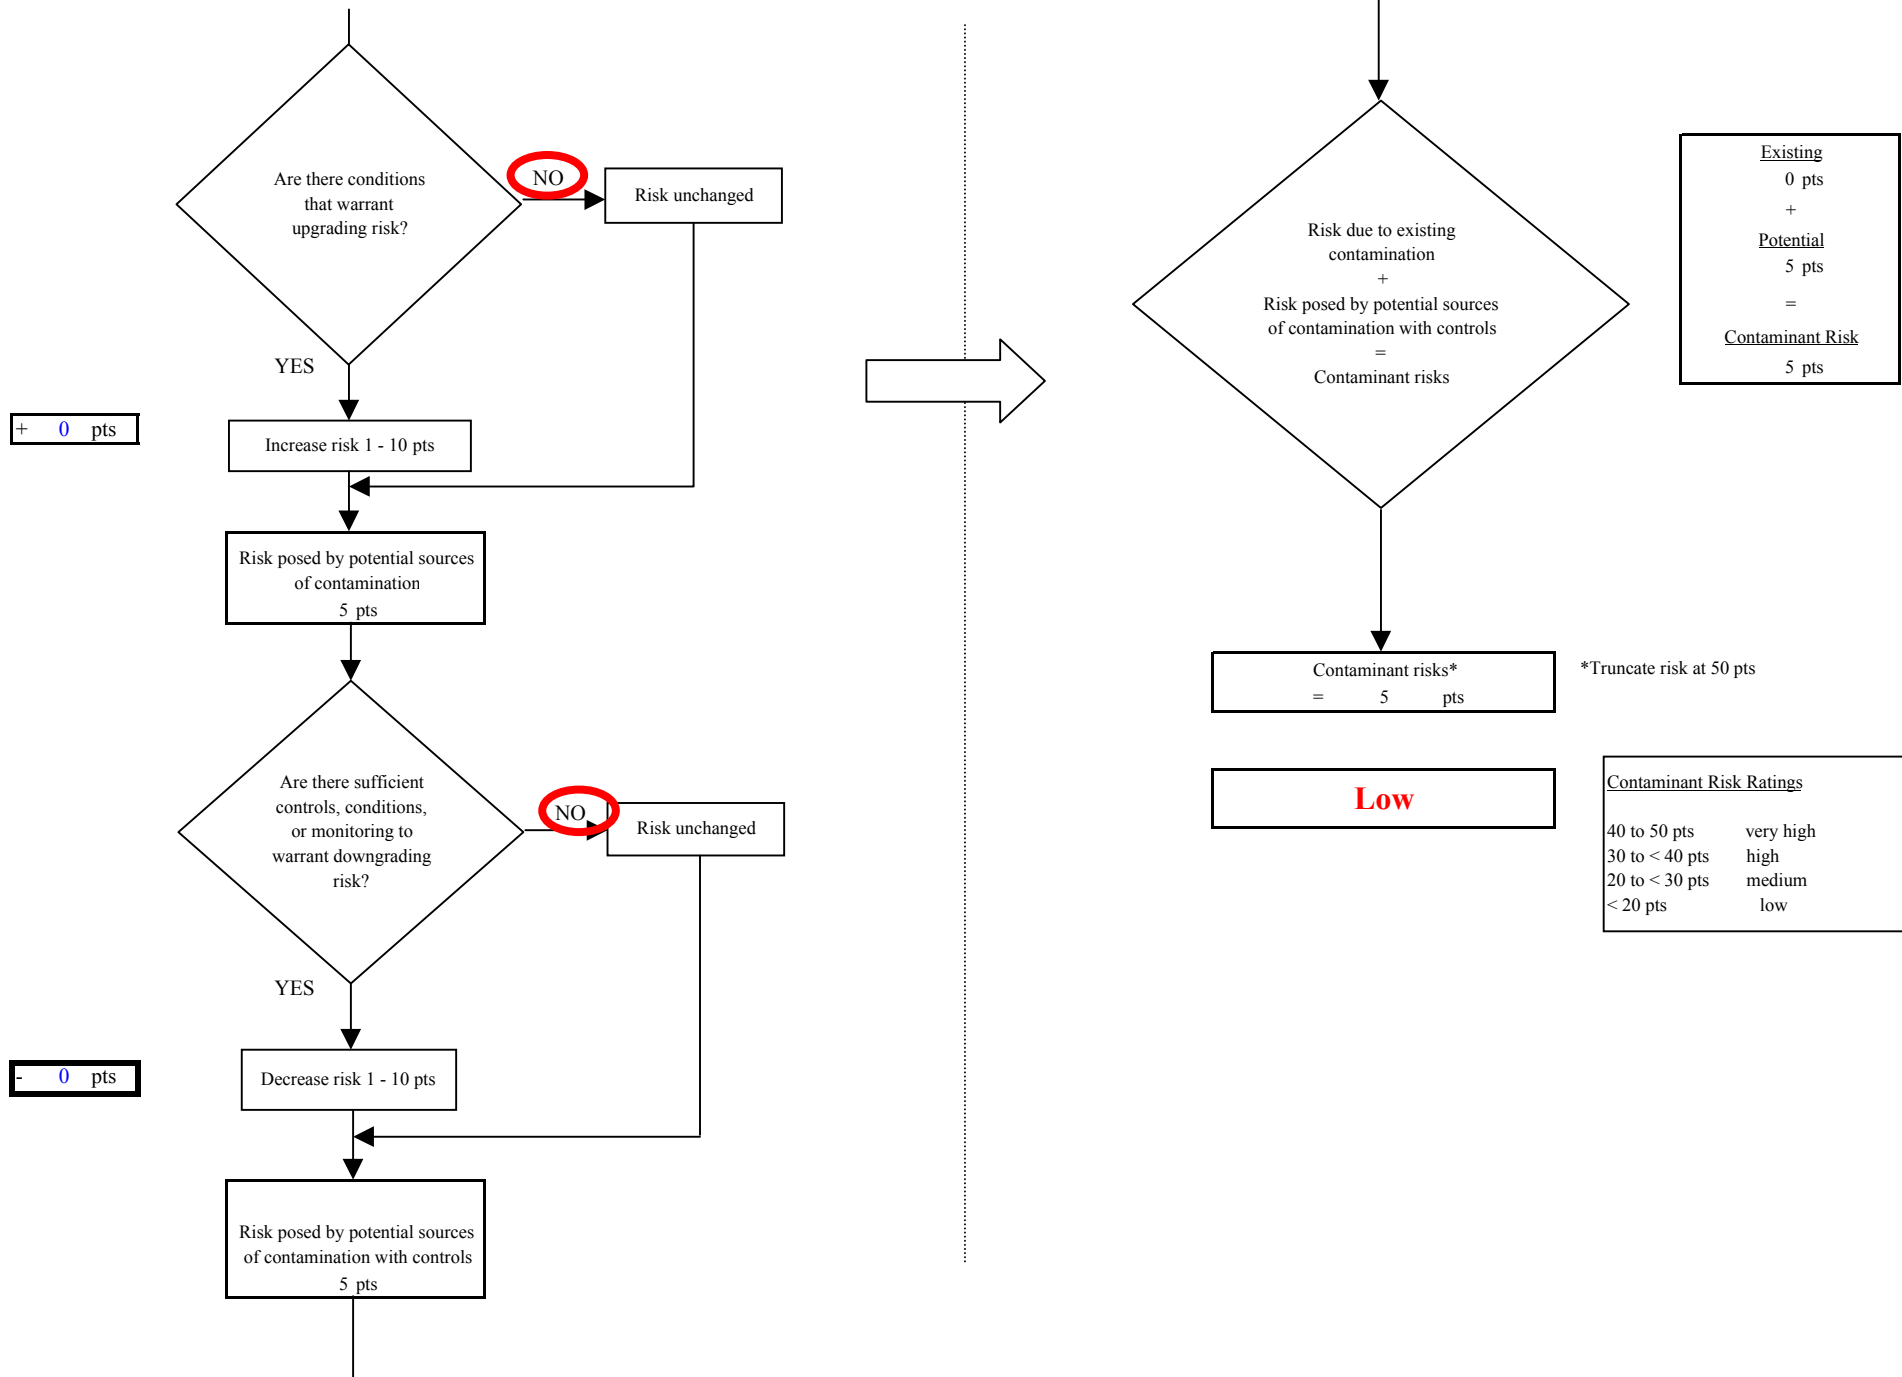 Are there conditions
that warrant
upgrading risk?
NO
Risk unchanged
YES
+ 0 pts
Increase risk 1 - 10 pts
Risk posed by potential sources
of contamination
5 pts
Are there sufficient
controls, conditions,
or monitoring to
warrant downgrading
risk?
NO
Risk unchanged
YES
- 0 pts
Decrease risk 1 - 10 pts
Risk posed by potential sources
of contamination with controls
5 pts
Risk due to existing
contamination
+
Risk posed by potential sources
of contamination with controls
=
Contaminant risks
Existing
0 pts
+
Potential
5 pts
=
Contaminant Risk
5 pts
Contaminant risks*
= 5 pts
*Truncate risk at 50 pts
Low
Contaminant Risk Ratings
40 to 50 pts very high
30 to < 40 pts high
20 to < 30 pts medium
< 20 pts low